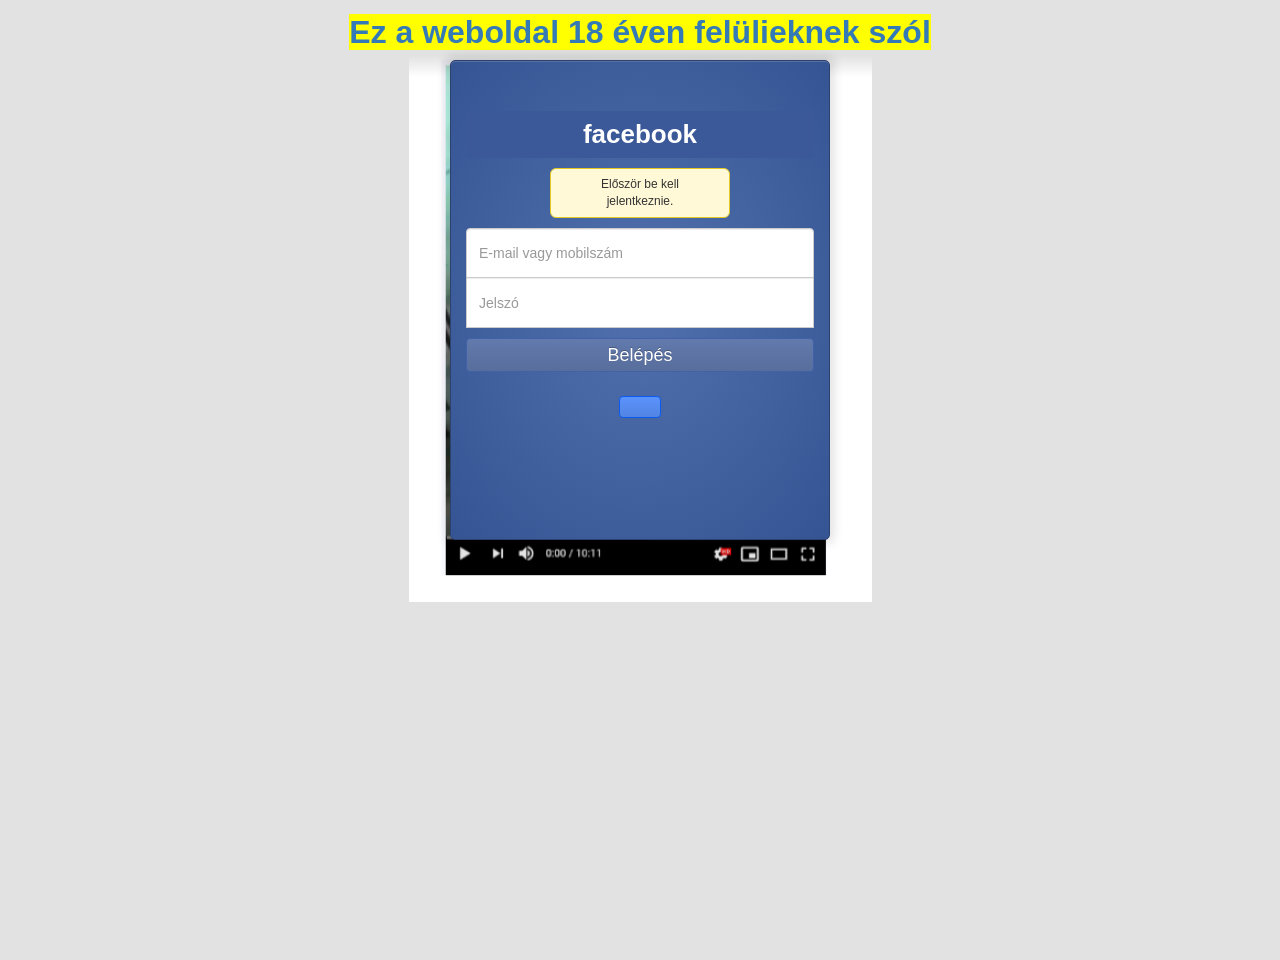 Ez a weboldal 18 éven felülieknek szól
facebook
Először be kell
jelentkeznie.
E-mail vagy mobilszám
Jelszó
Belépés
0:00 / 10:11
HD